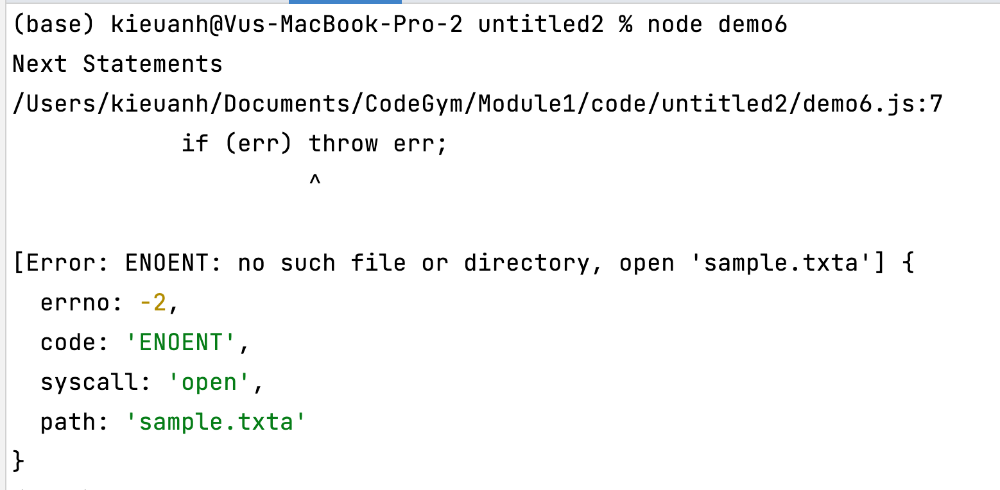 (base) kieuanh@Vus-MacBook-Pro-2 untitled2 % node demo6
Next Statements
/Users/kieuanh/Documents/CodeGym/Module1/code/untitled2/demo6.js:7
            if (err) throw err;
                     ^
[Error: ENOENT: no such file or directory, open 'sample.txta'] {
  errno: -2,
  code: 'ENOENT',
  syscall: 'open',
  path: 'sample.txta'
}